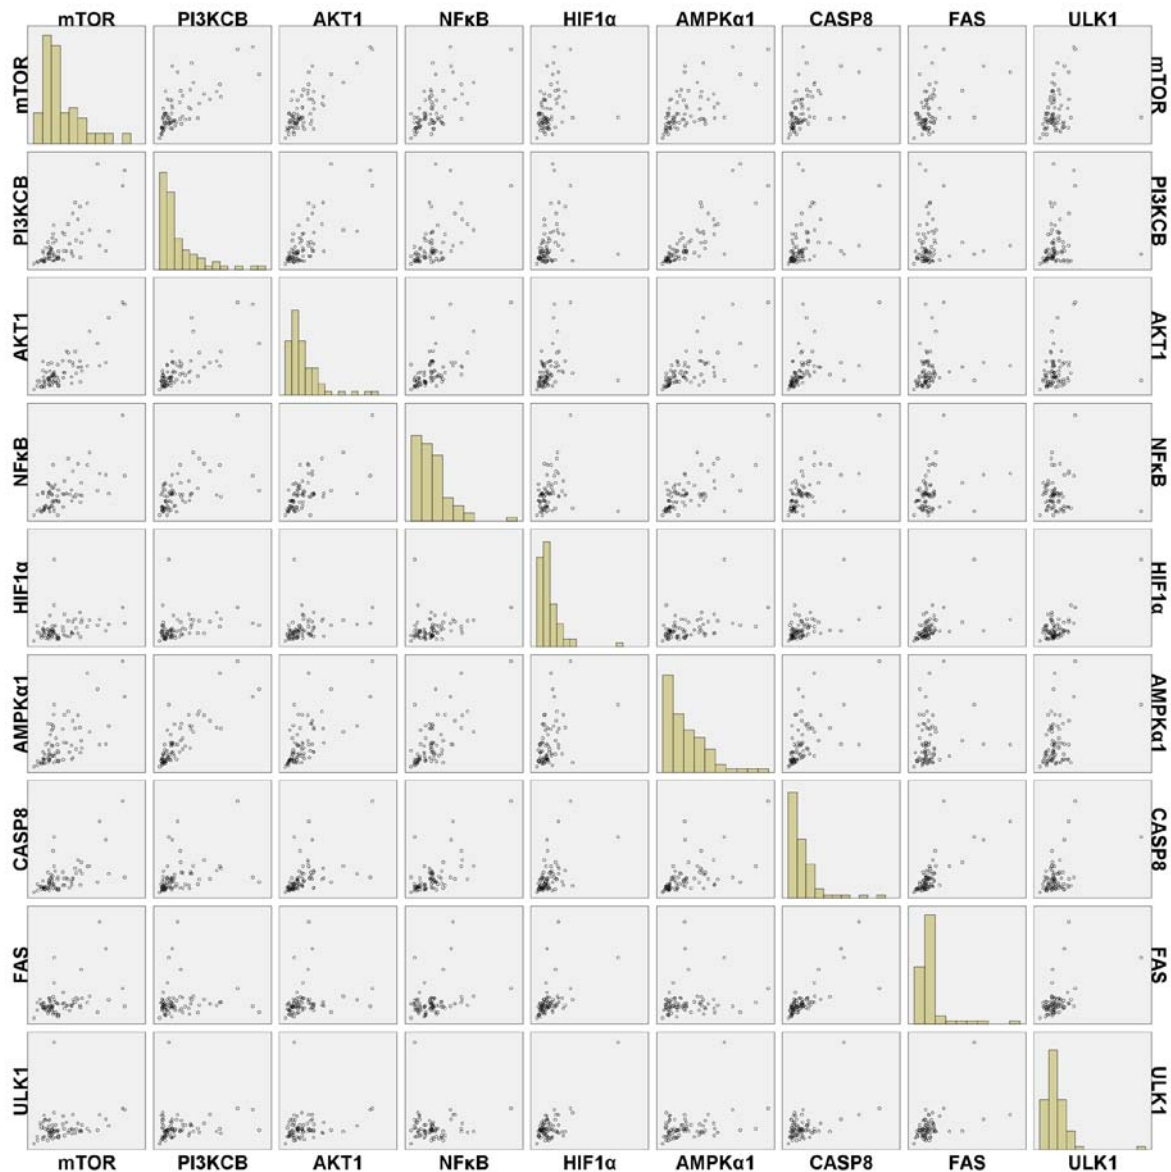 mTOR PI3KCB AKT1 NFκB HIF1α AMPKα1 CASP8 FAS ULK1
mTOR mTOR
PI3KCB PI3KCB
AKT1 AKT1
NFκB NFκB
HIF1α HIF1α
AMPKα1 AMPKα1
CASP8 CASP8
FAS FAS
ULK1 ULK1
mTOR PI3KCB AKT1 NFκB HIF1α AMPKα1 CASP8 FAS ULK1